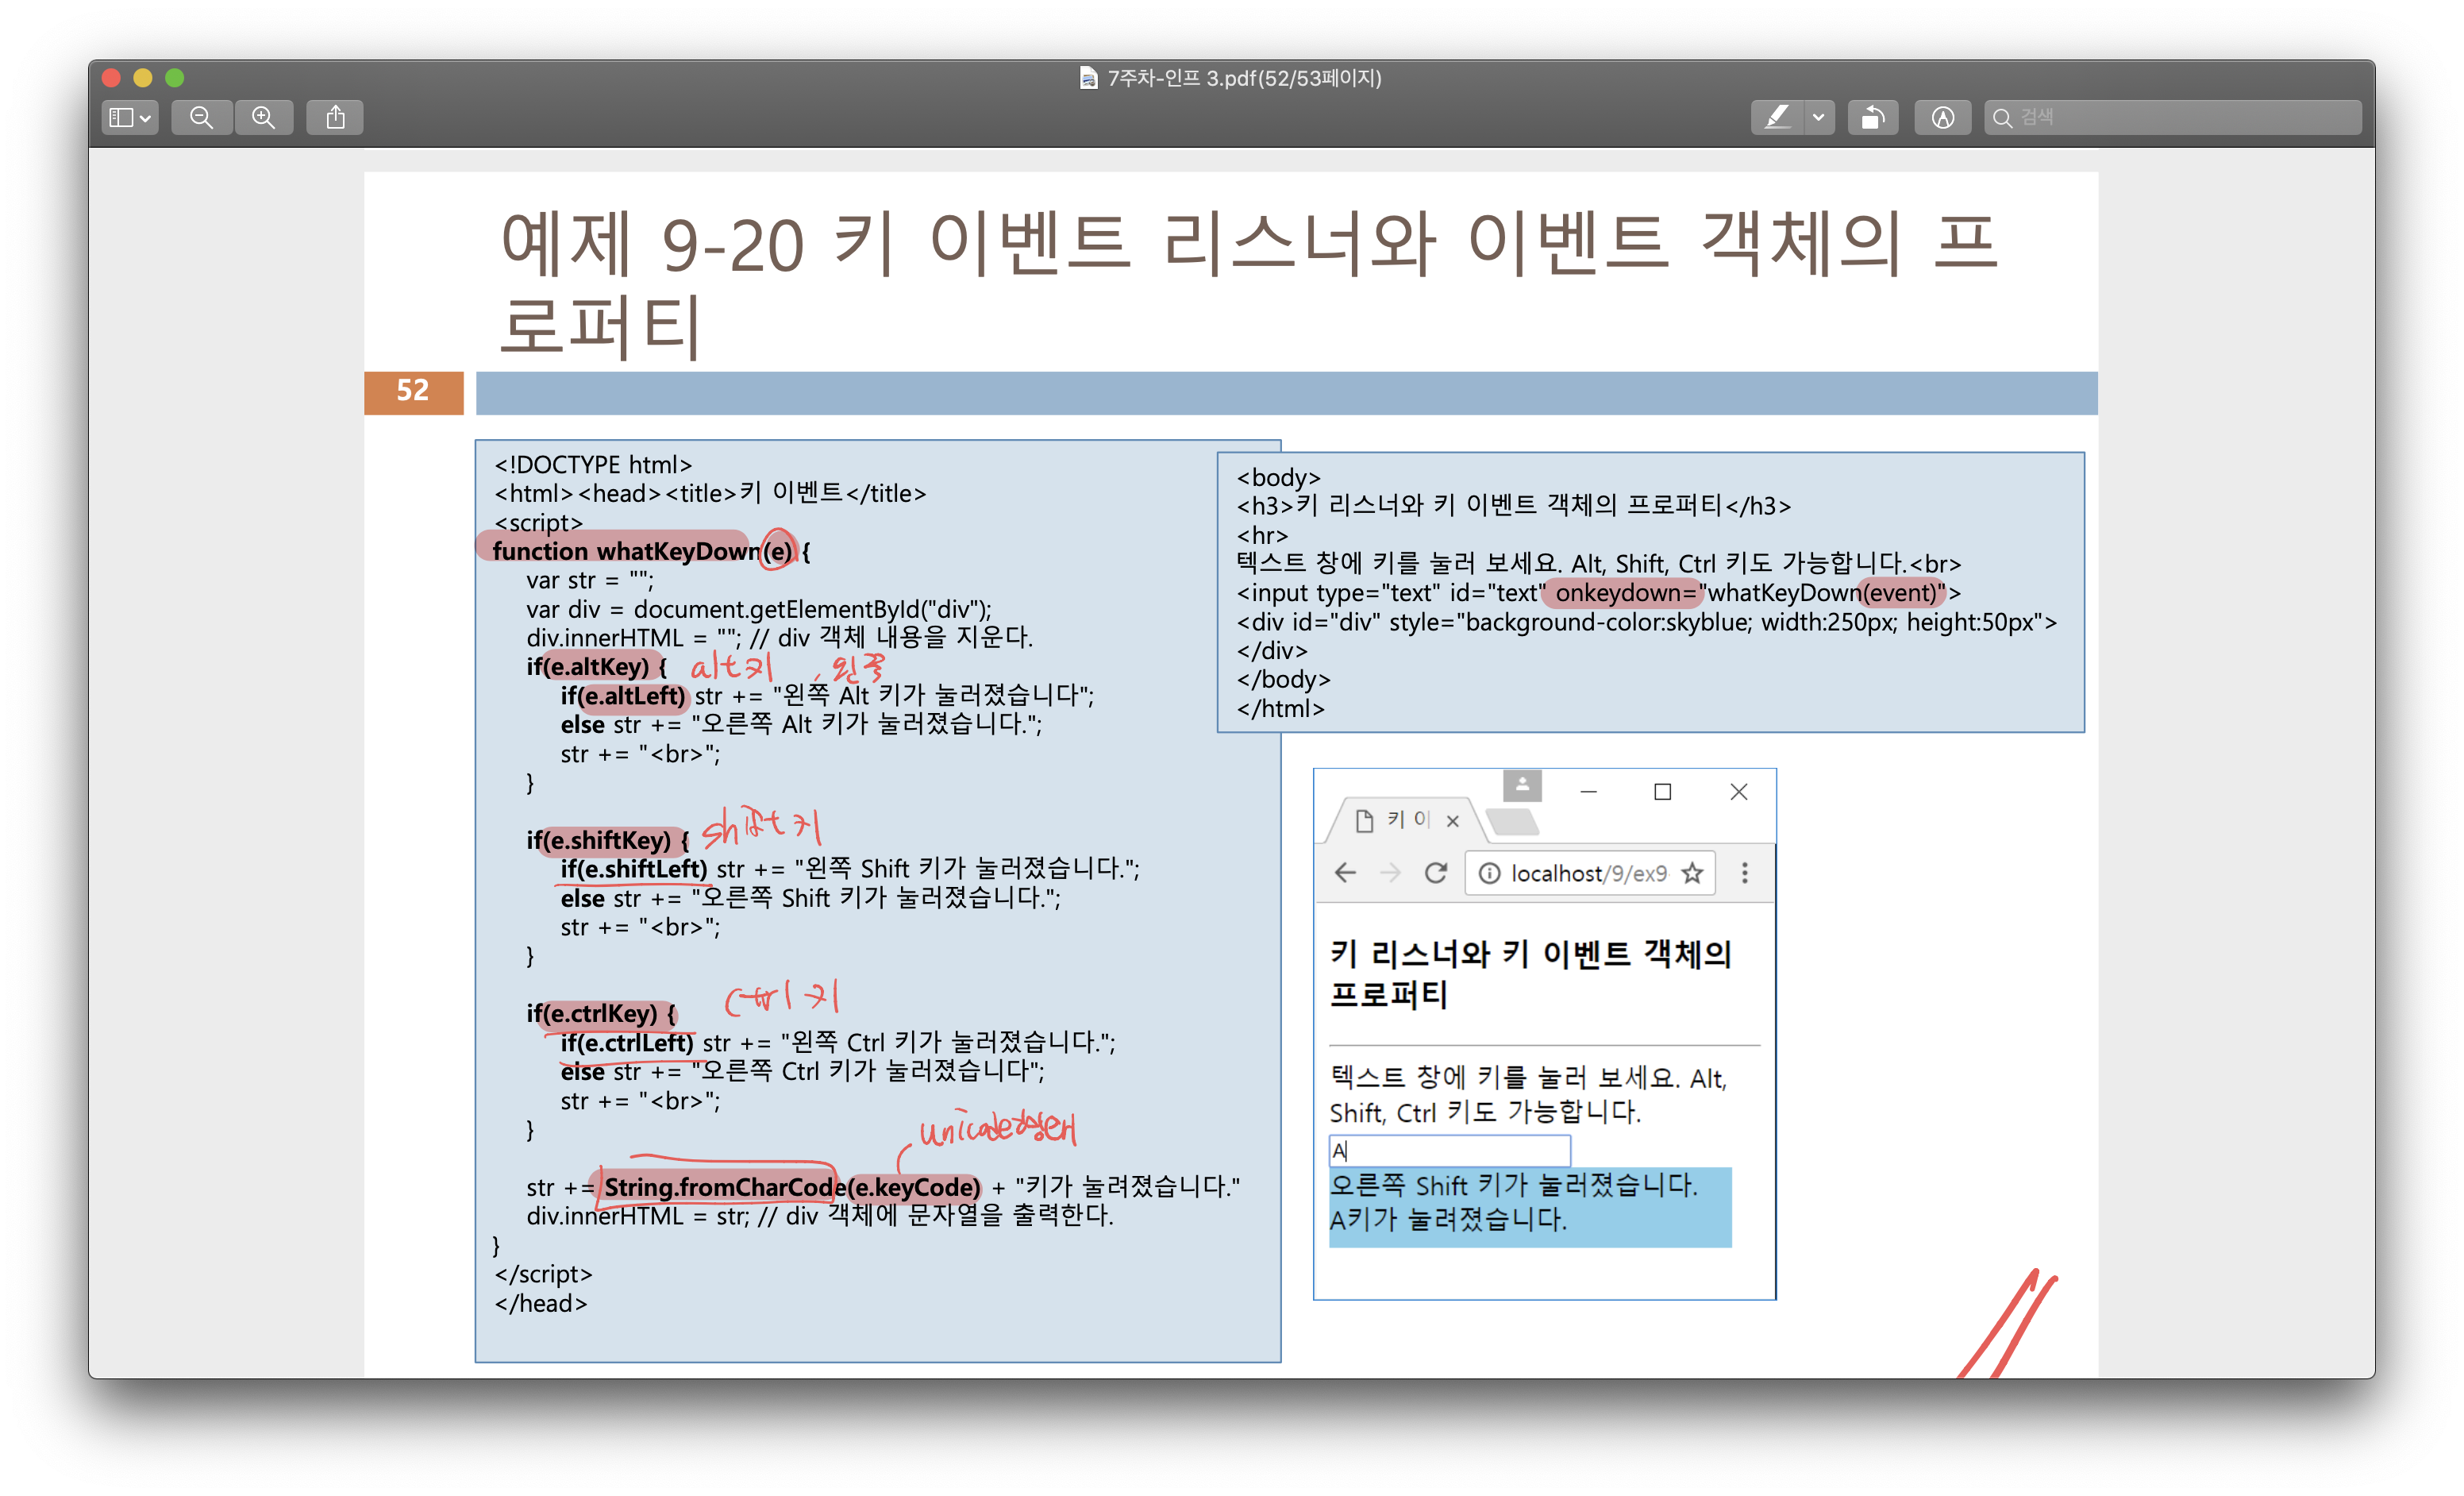 7주차-인프 3.pdf(52/53페이지)
검색
예제 9-20 키 이벤트 리스너와 이벤트 객체의 프
로퍼티
52
<!DOCTYPE html>
<html><head><title>키 이벤트</title>
<script>
function whatKeyDown(e) {
var str = "";
var div = document.getElementById("div");
div.innerHTML = ""; // div 객체 내용을 지운다.
if(e.altKey) { alt키 , 왼쪽
if(e.altLeft) str += "왼쪽 Alt 키가 눌러졌습니다";
else str += "오른쪽 Alt 키가 눌러졌습니다.";
str += "<br>";
}
if(e.shiftKey) { shift키
if(e.shiftLeft) str += "왼쪽 Shift 키가 눌러졌습니다.";
else str += "오른쪽 Shift 키가 눌러졌습니다.";
str += "<br>";
}
if(e.ctrlKey) { ctrl키
if(e.ctrlLeft) str += "왼쪽 Ctrl 키가 눌러졌습니다.";
else str += "오른쪽 Ctrl 키가 눌러졌습니다";
str += "<br>";
}
str += String.fromCharCode(e.keyCode) + "키가 눌려졌습니다."
div.innerHTML = str; // div 객체에 문자열을 출력한다.
}
</script>
</head>
<body>
<h3>키 리스너와 키 이벤트 객체의 프로퍼티</h3>
<hr>
텍스트 창에 키를 눌러 보세요. Alt, Shift, Ctrl 키도 가능합니다.<br>
<input type="text" id="text" onkeydown="whatKeyDown(event)">
<div id="div" style="background-color:skyblue; width:250px; height:50px">
</div>
</body>
</html>
키 이
localhost/9/ex9
키 리스너와 키 이벤트 객체의
프로퍼티
텍스트 창에 키를 눌러 보세요. Alt,
Shift, Ctrl 키도 가능합니다.
A
오른쪽 Shift 키가 눌러졌습니다.
A키가 눌려졌습니다.